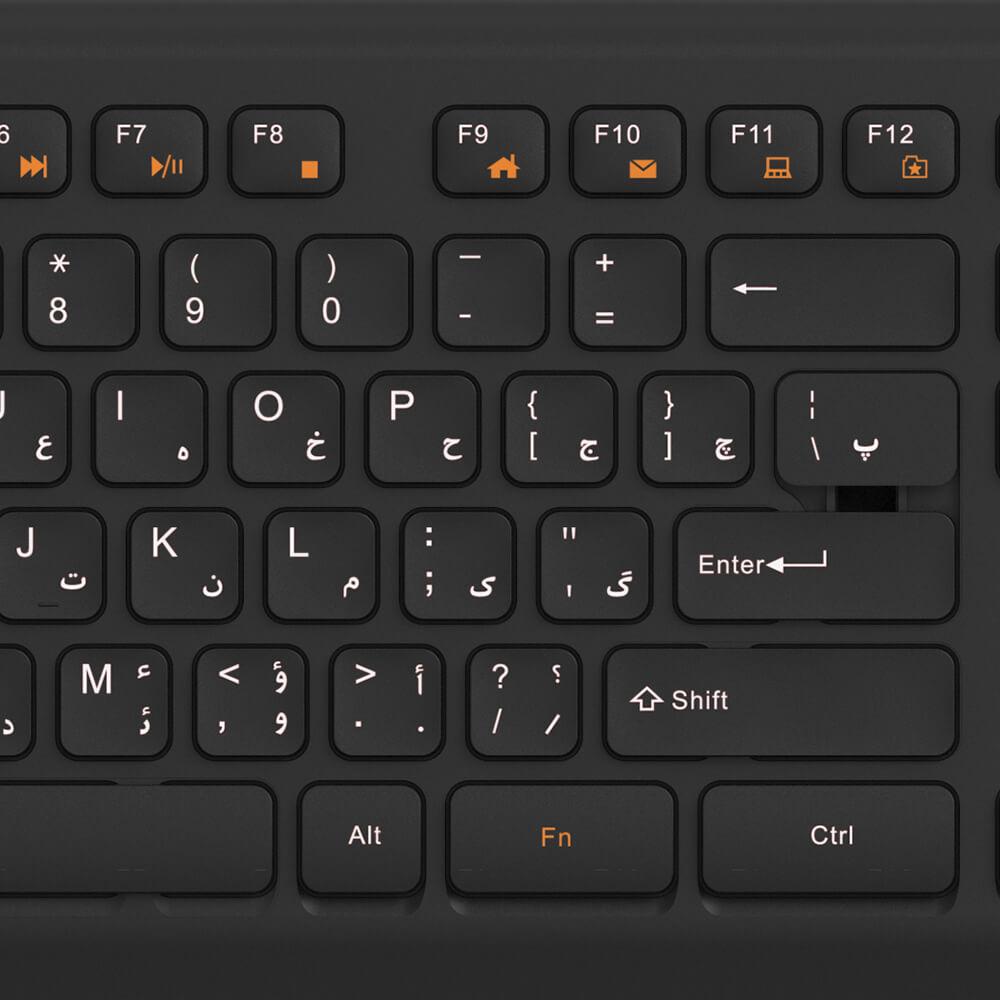 6 F7 F8 F9 F10 F11 F12
* ( ) — +
8 9 0 - = ←
I O P { } ¦
ع ه خ ح [ ج ] چ \ پ
J K L : "
ت ن م ; ک ' گ Enter
M ء < ؤ > أ ? ؟ Shift
د , و . . / /
Alt Fn Ctrl